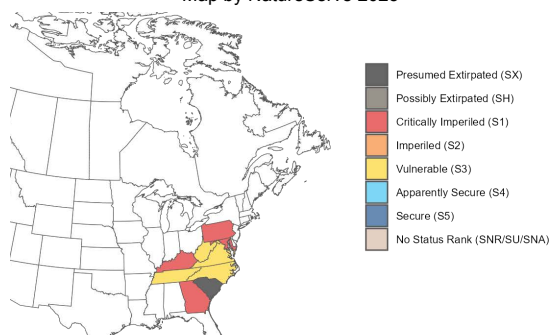 Presumed Extirpated (SX)
Possibly Extirpated (SH)
Critically Imperiled (S1)
Imperiled (S2)
Vulnerable (S3)
Apparently Secure (S4)
Secure (S5)
No Status Rank (SNR/SU/SNA)